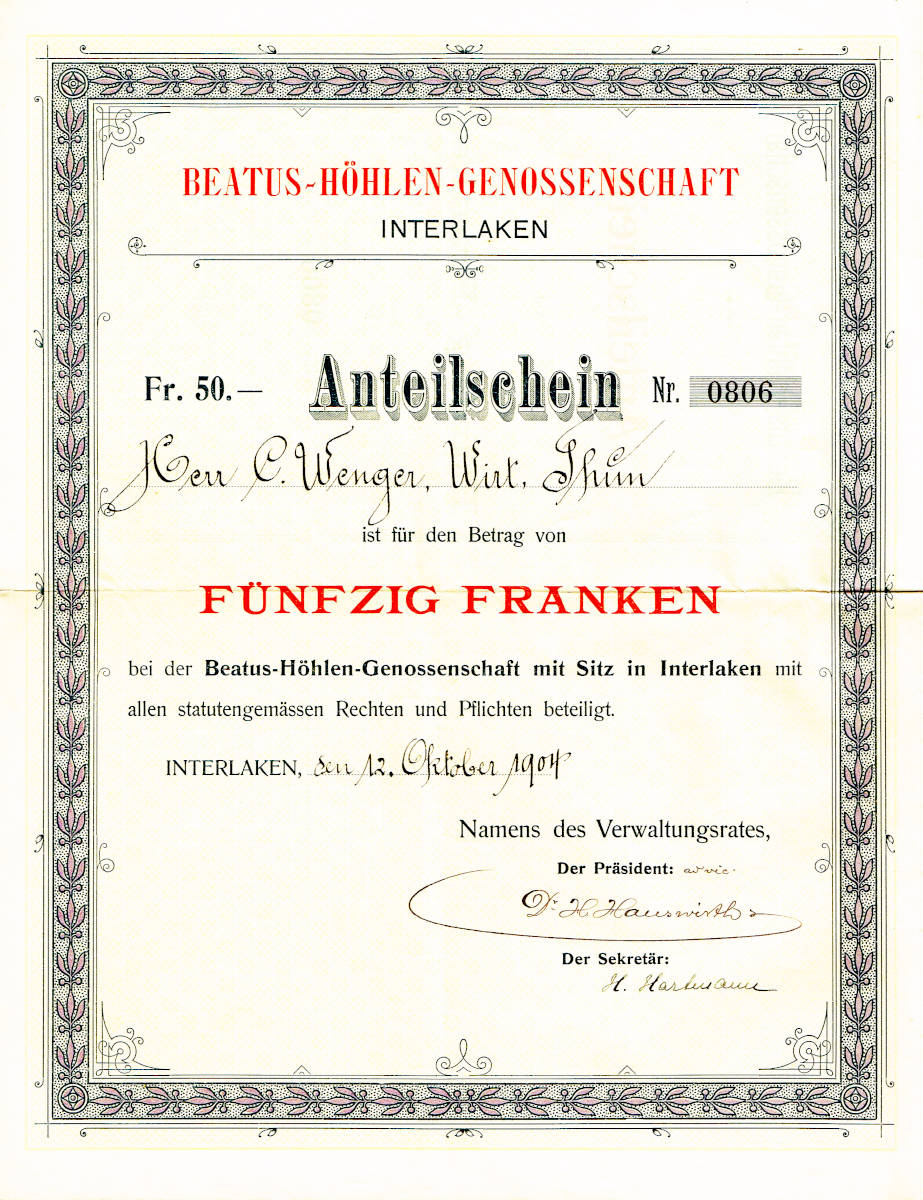 BEATUS-HÖHLEN-GENOSSENSCHAFT
INTERLAKEN
Fr. 50.— Anteilschein Nr. 0806
Herr C. Wenger, Wirt, Thun
ist für den Betrag von
FÜNFZIG FRANKEN
bei der Beatus-Höhlen-Genossenschaft mit Sitz in Interlaken mit
allen statutengemässen Rechten und Pflichten beteiligt.
INTERLAKEN, den 12. Oktober 1904
Namens des Verwaltungsrates,
Der Präsident: ad vic.
Dr. H. Hauswirth
Der Sekretär:
H. Hartmann